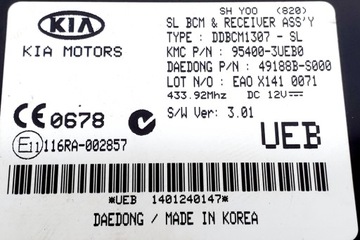 SH YOO (820)
KIA
SL BCM & RECEIVER ASS'Y
TYPE : DDBCM1307 - SL
KIA MOTORS
KMC P/N : 95400-3UEB0
DAEDONG P/N : 49188B-S000
LOT N/O : EAO X141 0071
433.92MHz DC 12V
CE 0678
S/W Ver: 3.01
E11 116RA-002857
UEB
*UEB 1401240147*
DAEDONG / MADE IN KOREA